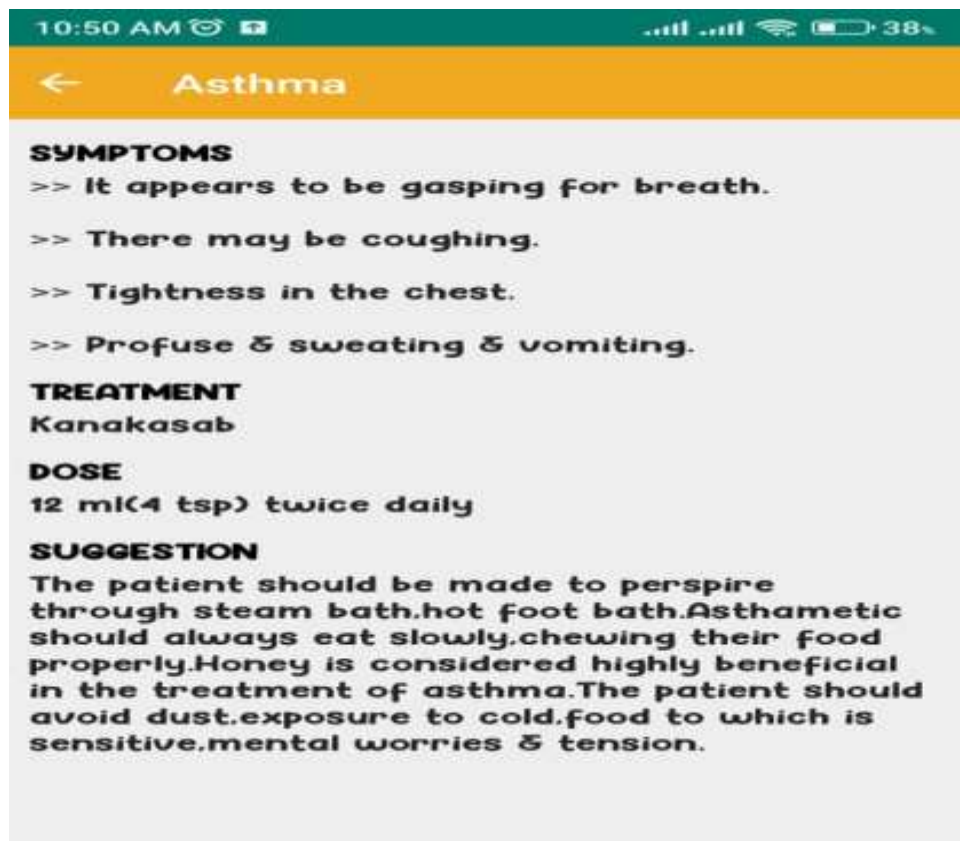 10:50 AM 38%
Asthma
SYMPTOMS
>> It appears to be gasping for breath.
>> There may be coughing.
>> Tightness in the chest.
>> Profuse & sweating & vomiting.
TREATMENT
Kanakasab
DOSE
12 ml(4 tsp) twice daily
SUGGESTION
The patient should be made to perspire
through steam bath,hot foot bath.Asthametic
should always eat slowly,chewing their food
properly.Honey is considered highly beneficial
in the treatment of asthma.The patient should
avoid dust,exposure to cold,food to which is
sensitive,mental worries & tension.